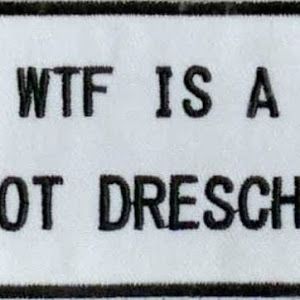 WTF IS A
OT DRESCH